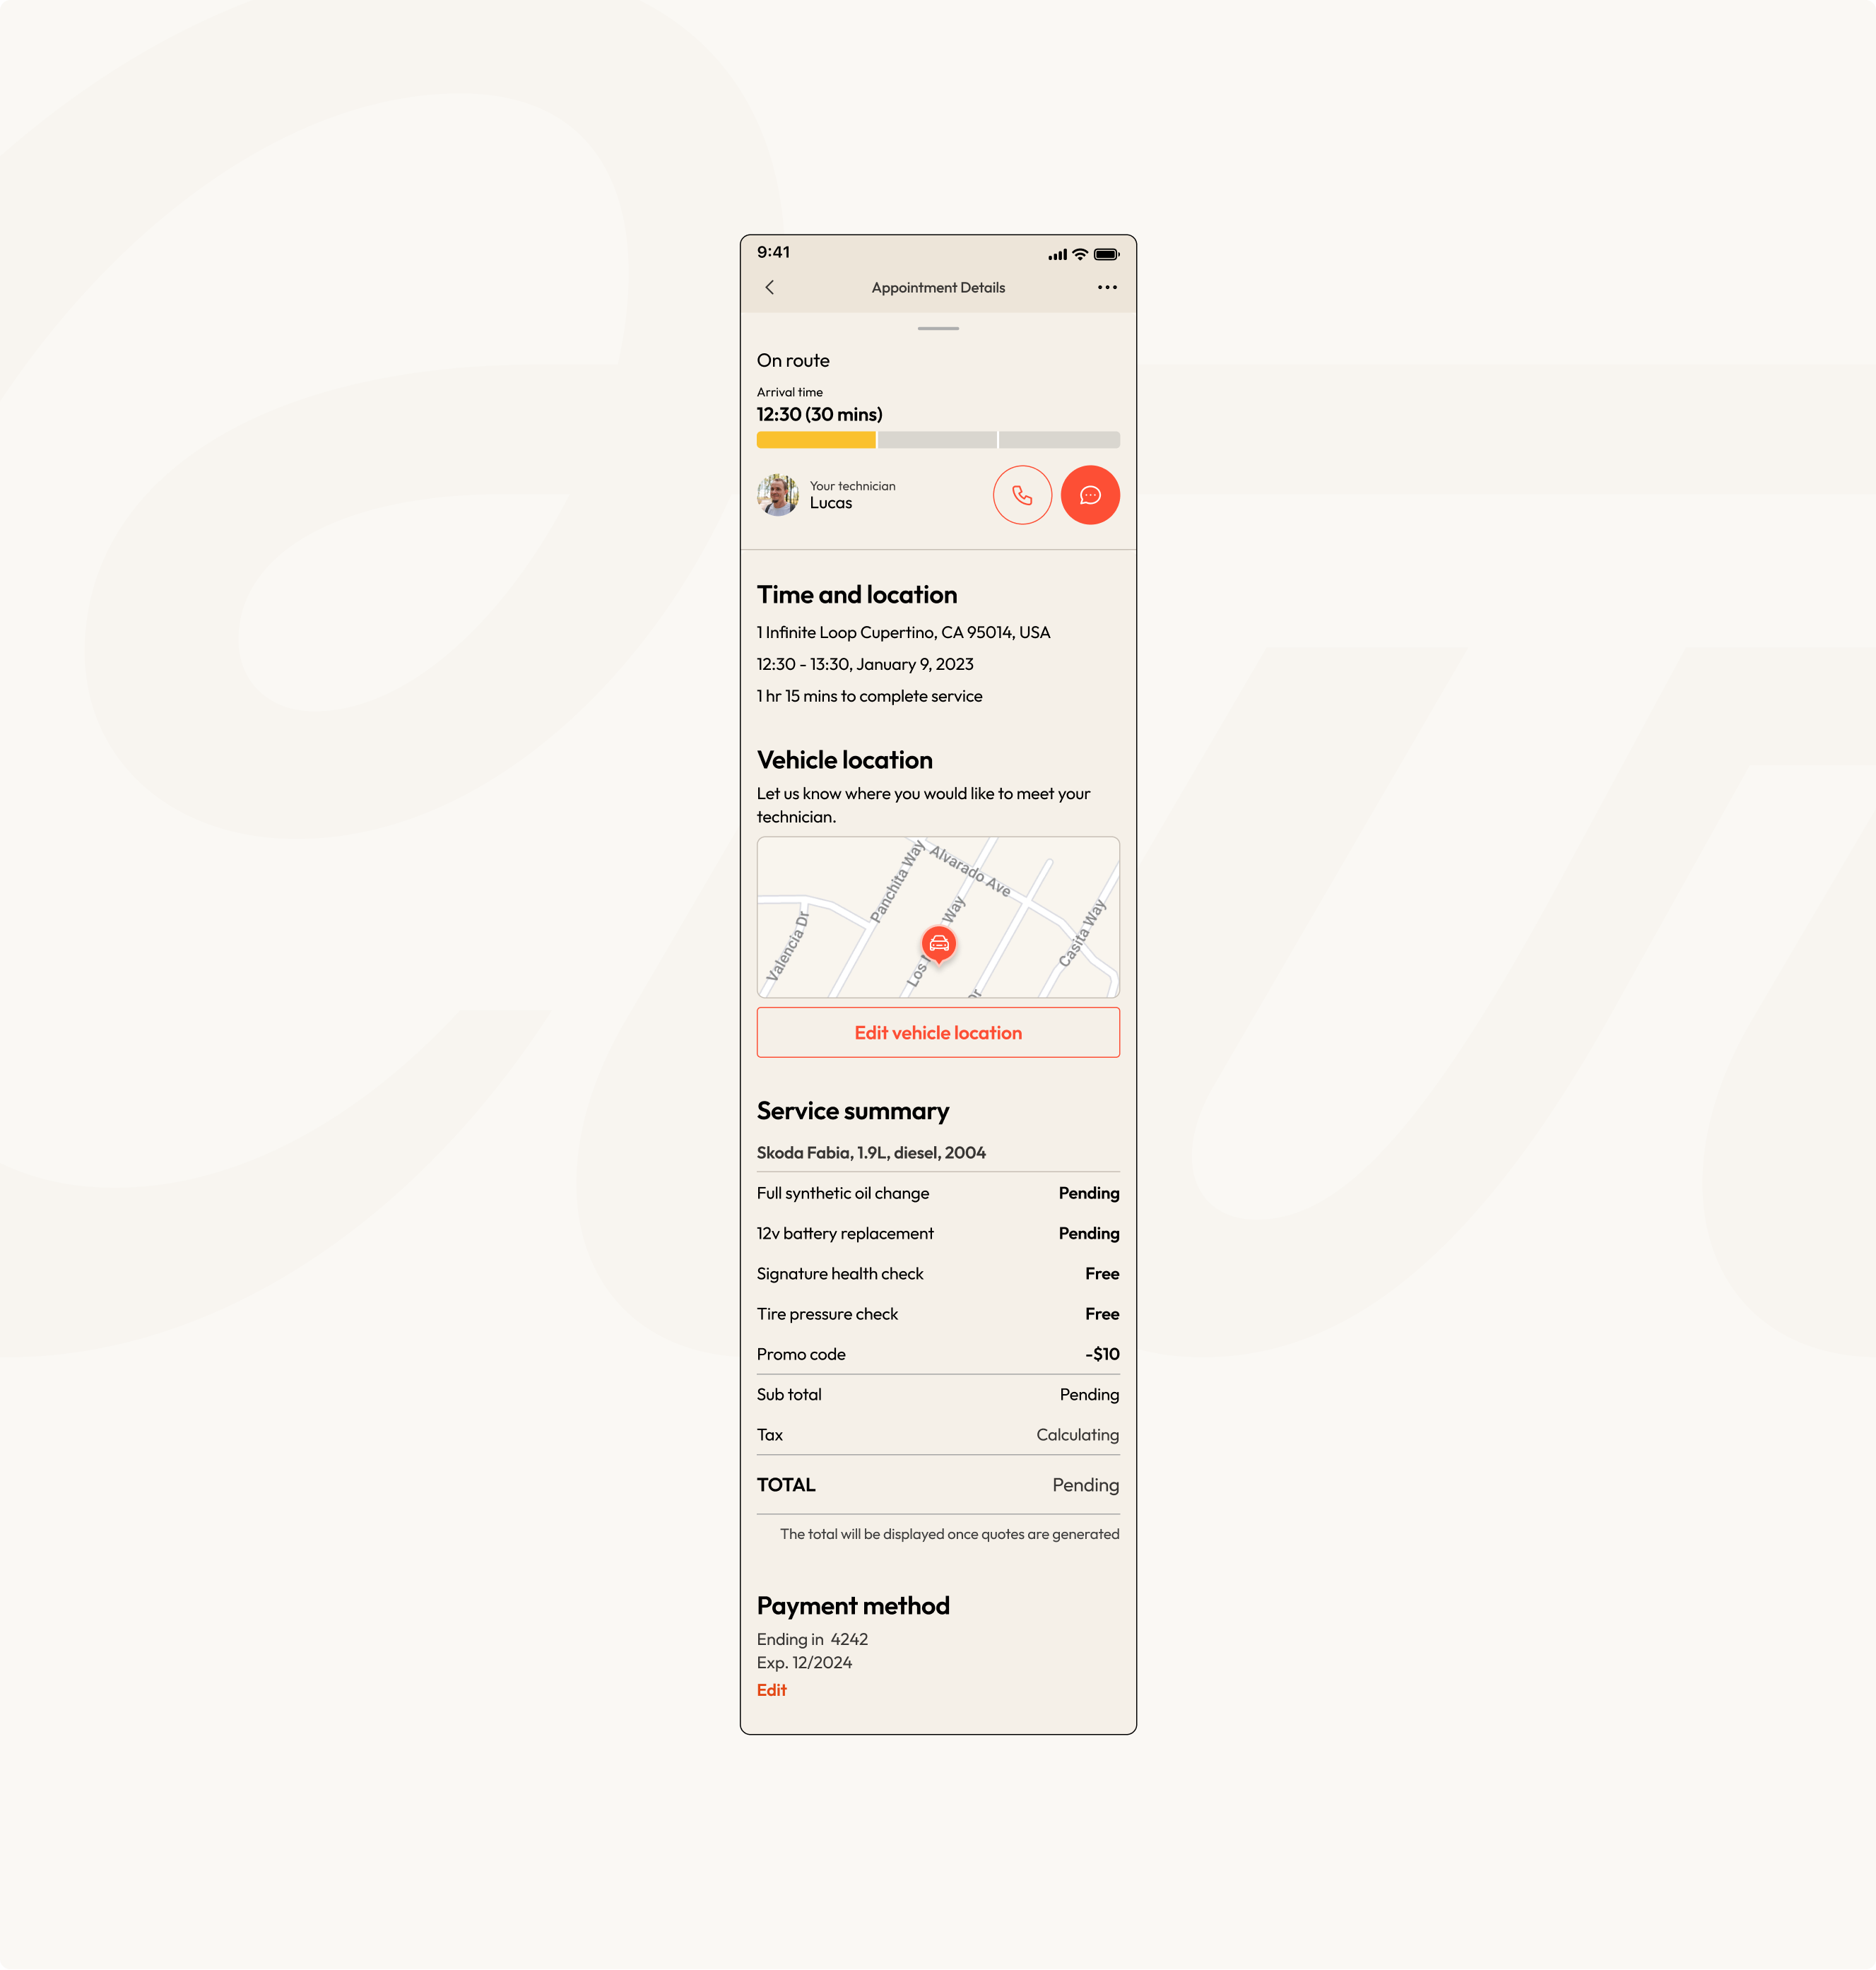 9:41
Appointment Details
On route
Arrival time
12:30 (30 mins)
Your technician
Lucas
Time and location
1 Infinite Loop Cupertino, CA 95014, USA
12:30 - 13:30, January 9, 2023
1 hr 15 mins to complete service
Vehicle location
Let us know where you would like to meet your
technician.
Panchita Way
Alvarado Ave
Valencia Dr
Los
Way
Casita Way
Dr
Edit vehicle location
Service summary
Skoda Fabia, 1.9L, diesel, 2004
Full synthetic oil change Pending
12v battery replacement Pending
Signature health check Free
Tire pressure check Free
Promo code -$10
Sub total Pending
Tax Calculating
TOTAL Pending
The total will be displayed once quotes are generated
Payment method
Ending in 4242
Exp. 12/2024
Edit